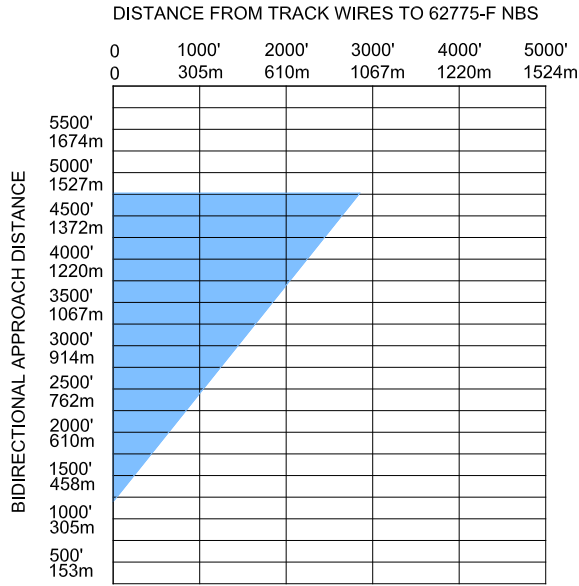 DISTANCE FROM TRACK WIRES TO 62775-F NBS
0 1000' 2000' 3000' 4000' 5000'
0 305m 610m 1067m 1220m 1524m
BIDIRECTIONAL APPROACH DISTANCE
5500'
1674m
5000'
1527m
4500'
1372m
4000'
1220m
3500'
1067m
3000'
914m
2500'
762m
2000'
610m
1500'
458m
1000'
305m
500'
153m